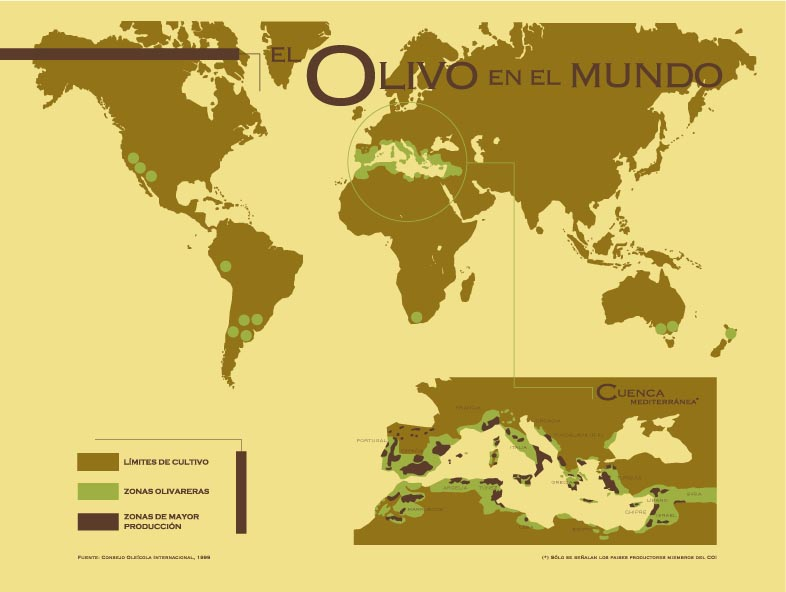 EL OLIVO EN EL MUNDO
CUENCA
MEDITERRÁNEA*
FRANCIA
PORTUGAL
ITALIA
GRECIA
ARGELIA
MARRUECOS
CHIPRE
LÍBANO
SIRIA
ISRAEL
LÍMITES DE CULTIVO
ZONAS OLIVARERAS
ZONAS DE MAYOR
PRODUCCIÓN
FUENTE: CONSEJO OLEÍCOLA INTERNACIONAL, 1999
(*) SÓLO SE SEÑALAN LOS PAISES PRODUCTORES MIEMBROS DEL COI